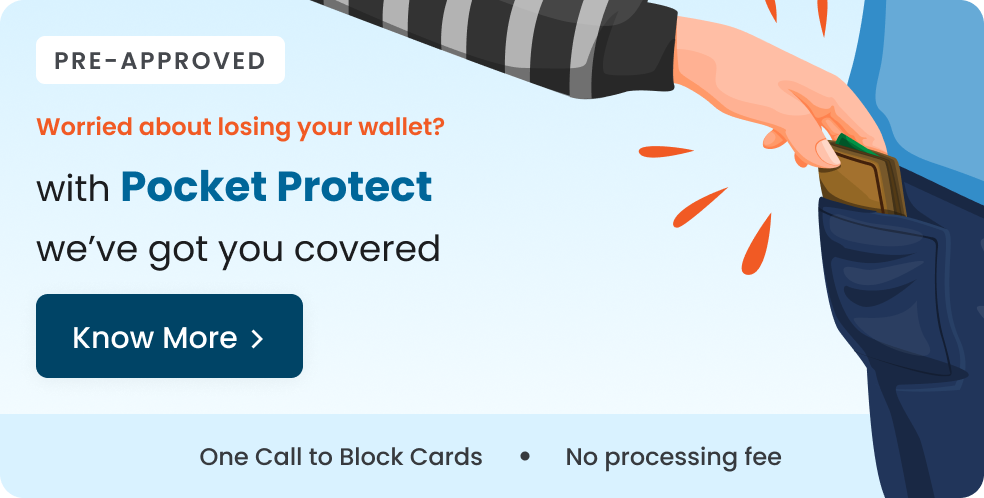 PRE-APPROVED
Worried about losing your wallet?
with Pocket Protect
we’ve got you covered
Know More >
One Call to Block Cards • No processing fee